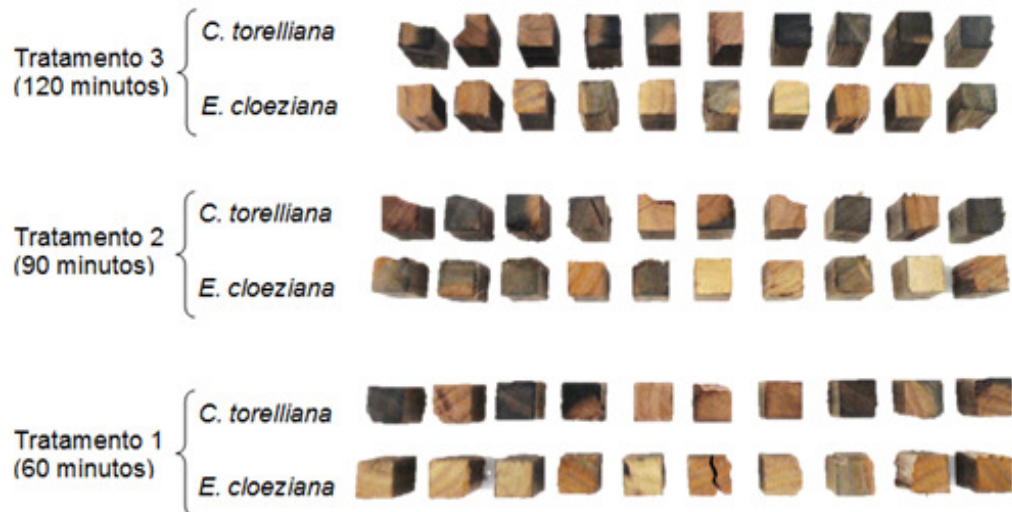 Tratamento 3
(120 minutos)
C. torelliana
E. cloeziana
Tratamento 2
(90 minutos)
C. torelliana
E. cloeziana
Tratamento 1
(60 minutos)
C. torelliana
E. cloeziana